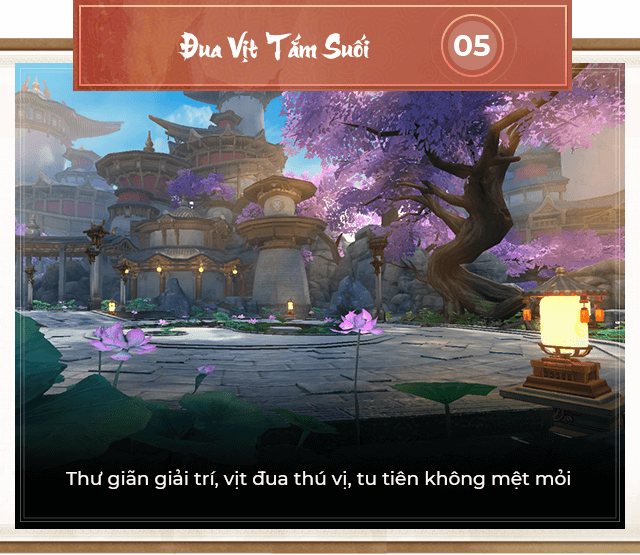 Đua Vịt Tắm Suối
05
Thư giãn giải trí, vịt đua thú vị, tu tiên không mệt mỏi